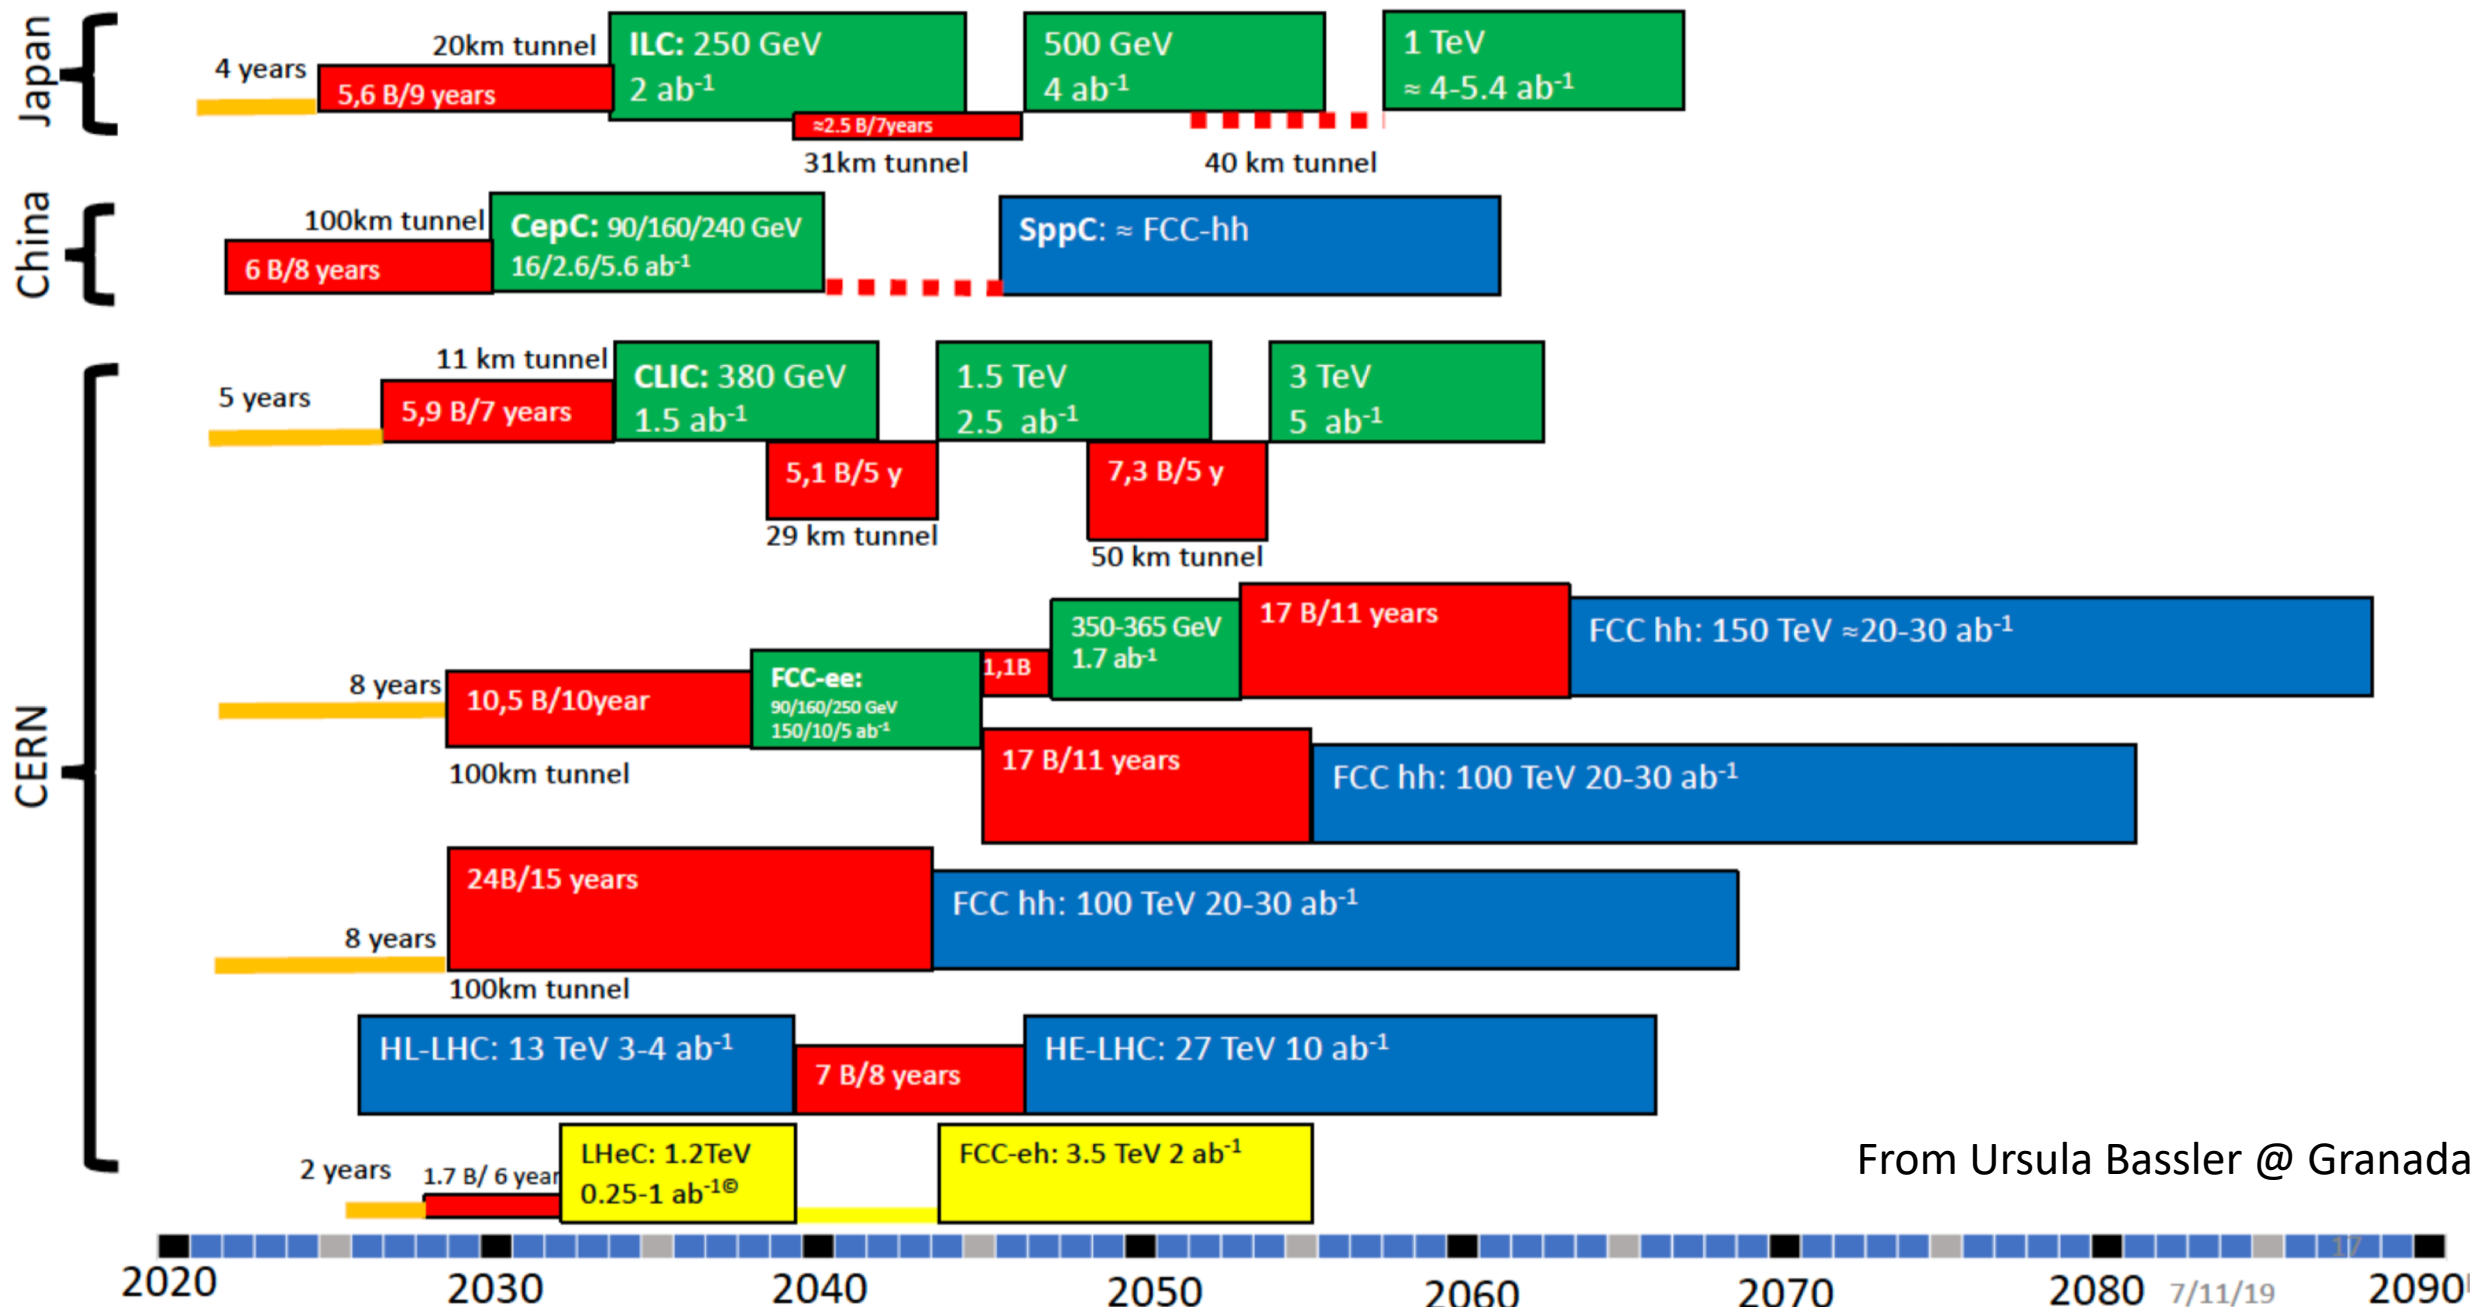 Japan
4 years
20km tunnel
5,6 B/9 years
ILC: 250 GeV
2 ab-1
≈2.5 B/7years
31km tunnel
500 GeV
4 ab-1
40 km tunnel
1 TeV
≈ 4-5.4 ab-1
China
100km tunnel
6 B/8 years
CepC: 90/160/240 GeV
16/2.6/5.6 ab-1
SppC: ≈ FCC-hh
CERN
5 years
11 km tunnel
5,9 B/7 years
CLIC: 380 GeV
1.5 ab-1
5,1 B/5 y
29 km tunnel
1.5 TeV
2.5 ab-1
7,3 B/5 y
50 km tunnel
3 TeV
5 ab-1
8 years
10,5 B/10year
100km tunnel
FCC-ee:
90/160/250 GeV
150/10/5 ab-1
1,1B
350-365 GeV
1.7 ab-1
17 B/11 years
FCC hh: 150 TeV ≈20-30 ab-1
17 B/11 years
FCC hh: 100 TeV 20-30 ab-1
8 years
24B/15 years
100km tunnel
FCC hh: 100 TeV 20-30 ab-1
HL-LHC: 13 TeV 3-4 ab-1
7 B/8 years
HE-LHC: 27 TeV 10 ab-1
2 years
1.7 B/ 6 year
LHeC: 1.2TeV
0.25-1 ab-1©
FCC-eh: 3.5 TeV 2 ab-1
From Ursula Bassler @ Granada
17
2020 2030 2040 2050 2060 2070 2080 7/11/19 2090